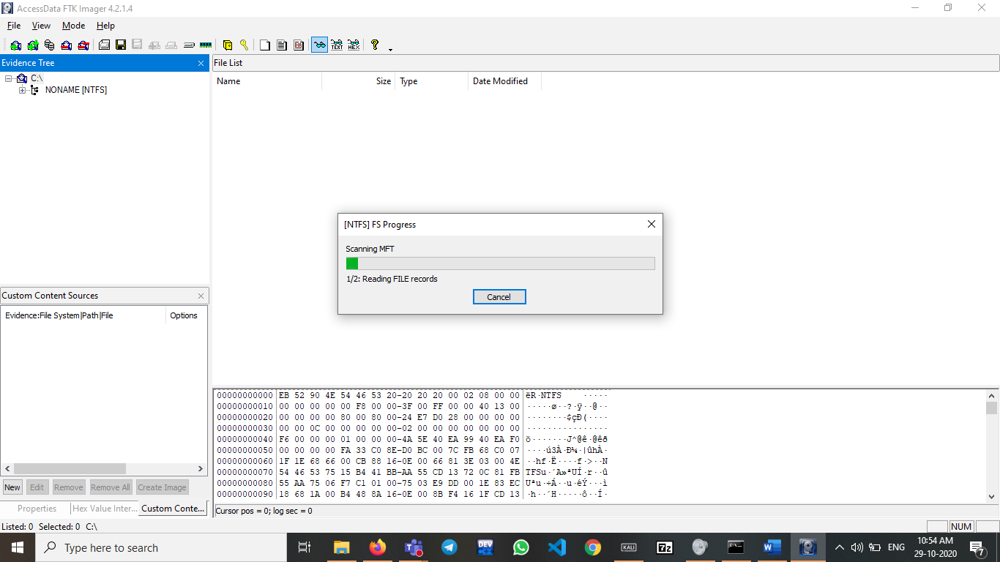 AccessData FTK Imager 4.2.1.4
File View Mode Help
TEXT HEX
Evidence Tree
C:\
NONAME [NTFS]
File List
Name Size Type Date Modified
[NTFS] FS Progress
Scanning MFT
1/2: Reading FILE records
Cancel
Custom Content Sources
Evidence:File System|Path|File Options
New Edit Remove Remove All Create Image
Properties Hex Value Inter... Custom Conte...
00000000000 EB 52 90 4E 54 46 53 20-20 20 20 00 02 08 00 00 ëR·NTFS    ·····
00000000010 00 00 00 00 00 F8 00 00-3F 00 FF 00 00 40 13 00 ·····ø··?·ÿ··@··
00000000020 00 00 00 00 80 00 80 00-24 E7 D0 28 00 00 00 00 ········$çÐ(····
00000000030 00 00 0C 00 00 00 00 00-02 00 00 00 00 00 00 00 ················
00000000040 F6 00 00 00 01 00 00 00-4A 5E 40 EA 99 40 EA F0 ö·······J^@ê·@êð
00000000050 00 00 00 00 FA 33 C0 8E-D0 BC 00 7C FB 68 C0 07 ····ú3À·Ð¼·|ûhÀ·
00000000060 1F 1E 68 66 00 CB 88 16-0E 00 66 81 3E 03 00 4E ··hf·Ë····f·>··N
00000000070 54 46 53 75 15 B4 41 BB-AA 55 CD 13 72 0C 81 FB TFSu·´A»ªUÍ·r··û
00000000080 55 AA 75 06 F7 C1 01 00-75 03 E9 DD 00 1E 83 EC Uªu·÷Á··u·éÝ···ì
00000000090 18 68 1A 00 B4 48 8A 16-0E 00 8B F4 16 1F CD 13 ·h··´H·····ô··Í·
Cursor pos = 0; log sec = 0
Listed: 0 Selected: 0 C:\ NUM
Type here to search DEV KALI 7z ENG 10:54 AM
29-10-2020 7